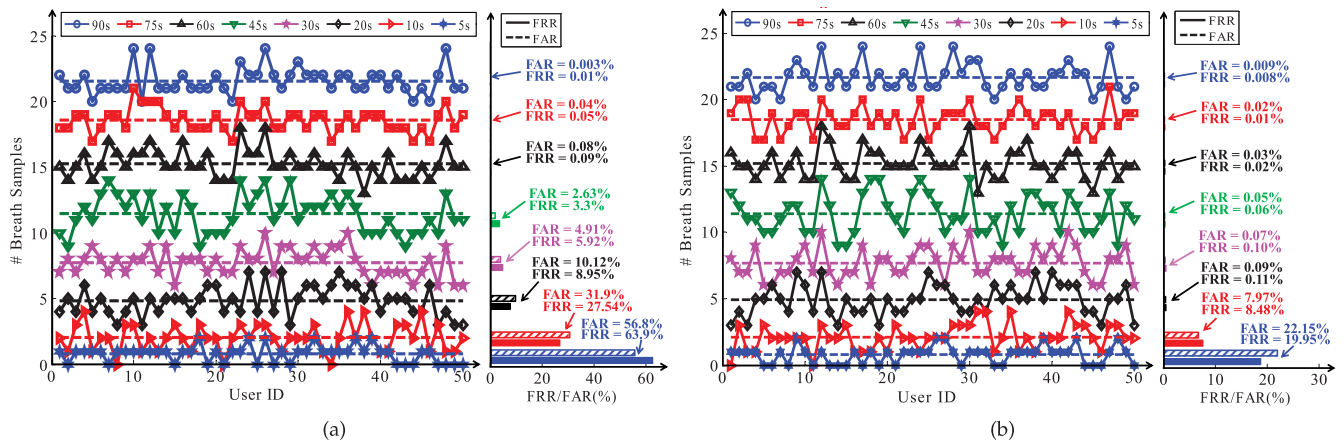 90s 75s 60s 45s 30s 20s 10s 5s
25
20
15
10
5
0
# Breath Samples
0 10 20 30 40 50
User ID
FRR
FAR
FAR = 0.003%
FRR = 0.01%
FAR = 0.04%
FRR = 0.05%
FAR = 0.08%
FRR = 0.09%
FAR = 2.63%
FRR = 3.3%
FAR = 4.91%
FRR = 5.92%
FAR = 10.12%
FRR = 8.95%
FAR = 31.9%
FRR = 27.54%
FAR = 56.8%
FRR = 63.9%
0 20 40 60
FRR/FAR(%)
(a)
90s 75s 60s 45s 30s 20s 10s 5s
25
20
15
10
5
0
# Breath Samples
0 10 20 30 40 50
User ID
FRR
FAR
FAR = 0.009%
FRR = 0.008%
FAR = 0.02%
FRR = 0.01%
FAR = 0.03%
FRR = 0.02%
FAR = 0.05%
FRR = 0.06%
FAR = 0.07%
FRR = 0.10%
FAR = 0.09%
FRR = 0.11%
FAR = 7.97%
FRR = 8.48%
FAR = 22.15%
FRR = 19.95%
0 10 20 30
FRR/FAR(%)
(b)